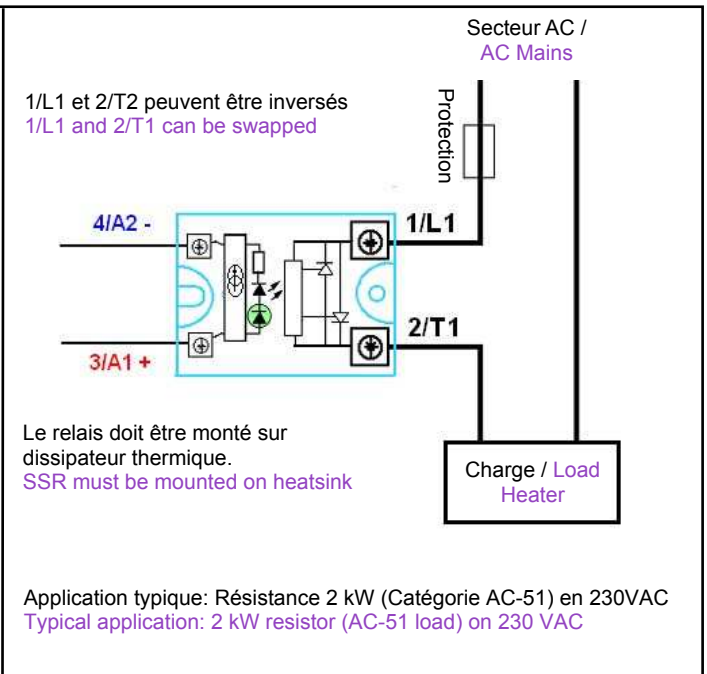 Secteur AC /
AC Mains
1/L1 et 2/T2 peuvent être inversés
1/L1 and 2/T1 can be swapped
Protection
4/A2 -
1/L1
2/T1
3/A1 +
Le relais doit être monté sur
dissipateur thermique.
SSR must be mounted on heatsink
Charge / Load
Heater
Application typique: Résistance 2 kW (Catégorie AC-51) en 230VAC
Typical application: 2 kW resistor (AC-51 load) on 230 VAC